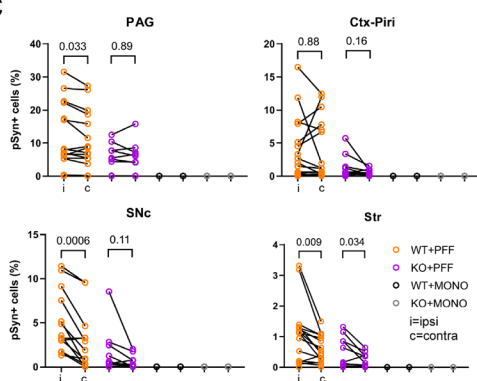 PAG
Ctx-Piri
pSyn+ cells (%)
40
30
20
10
0
0.033
0.89
i
c
20
15
10
5
0
0.88
0.16
i
c
SNc
Str
pSyn+ cells (%)
15
10
5
0
0.0006
0.11
i
c
4
3
2
1
0
0.009
0.034
i
c
WT+PFF
KO+PFF
WT+MONO
KO+MONO
i=ipsi
c=contra